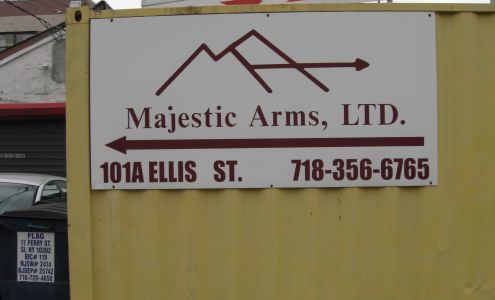 Majestic Arms, LTD.
101A ELLIS ST. 718-356-6765
FLAG
11 FERRY ST.
SI, NY 10302
BIC# 119
NJSW# 2414
NJDEP# 25742
718-720-4650